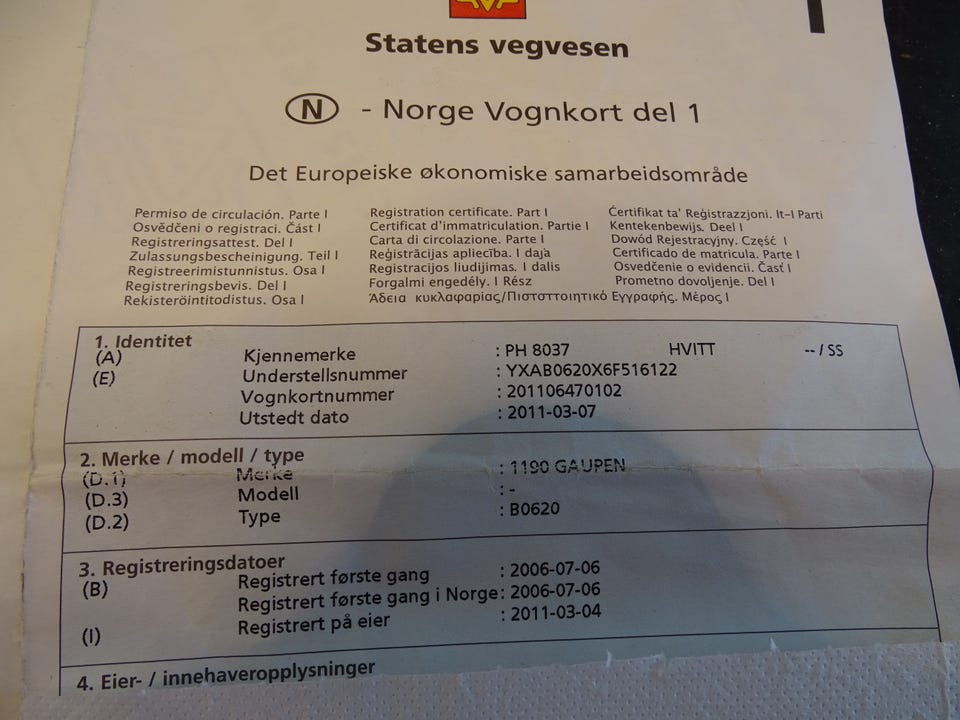 Statens vegvesen
N - Norge Vognkort del 1
Det Europeiske økonomiske samarbeidsområde
Permiso de circulación. Parte I
Osvědčeni o registraci. Část I
Registreringsattest. Del I
Zulassungsbescheinigung. Teil I
Registreerimistunnistus. Osa I
Registreringsbevis. Del I
Rekisteröintitodistus. Osa I
Registration certificate. Part I
Certificat d'immatriculation. Partie I
Carta di circolazione. Parte I
Reģistrācijas apliecība. I daja
Registracijos liudijimas. I dalis
Forgalmi engedély. I Rész
Άδεια κυκλαφαρίας/Πιστσττοιητικό Εγγραφής. Μέρος I
Ċertifikat ta' Reġistrazzjoni. It-I Parti
Kentekenbewijs. Deel I
Dowód Rejestracyjny. Część I
Certificado de matricula. Parte I
Osvedčenie o evidencii. Časť I
Prometno dovoljenje. Del I
1. Identitet
(A) Kjennemerke : PH 8037 HVITT -- / SS
(E) Understellsnummer : YXAB0620X6F516122
Vognkortnummer : 201106470102
Utstedt dato : 2011-03-07
2. Merke / modell / type
(D.1) Merke : 1190 GAUPEN
(D.3) Modell : -
(D.2) Type : B0620
3. Registreringsdatoer
(B) Registrert første gang : 2006-07-06
Registrert første gang i Norge : 2006-07-06
(I) Registrert på eier : 2011-03-04
4. Eier- / innehaveropplysninger